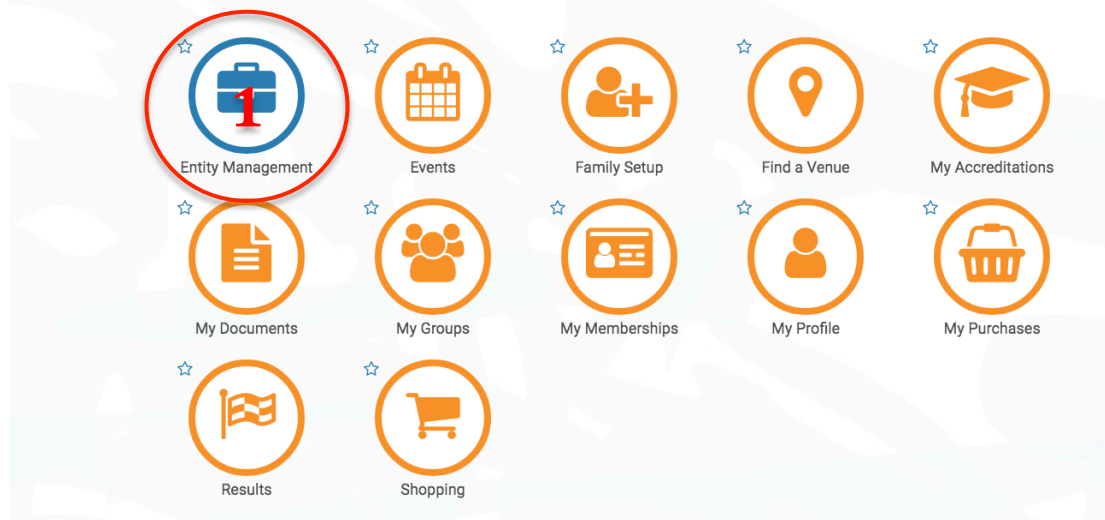 1
Entity Management
Events
Family Setup
Find a Venue
My Accreditations
My Documents
My Groups
My Memberships
My Profile
My Purchases
Results
Shopping